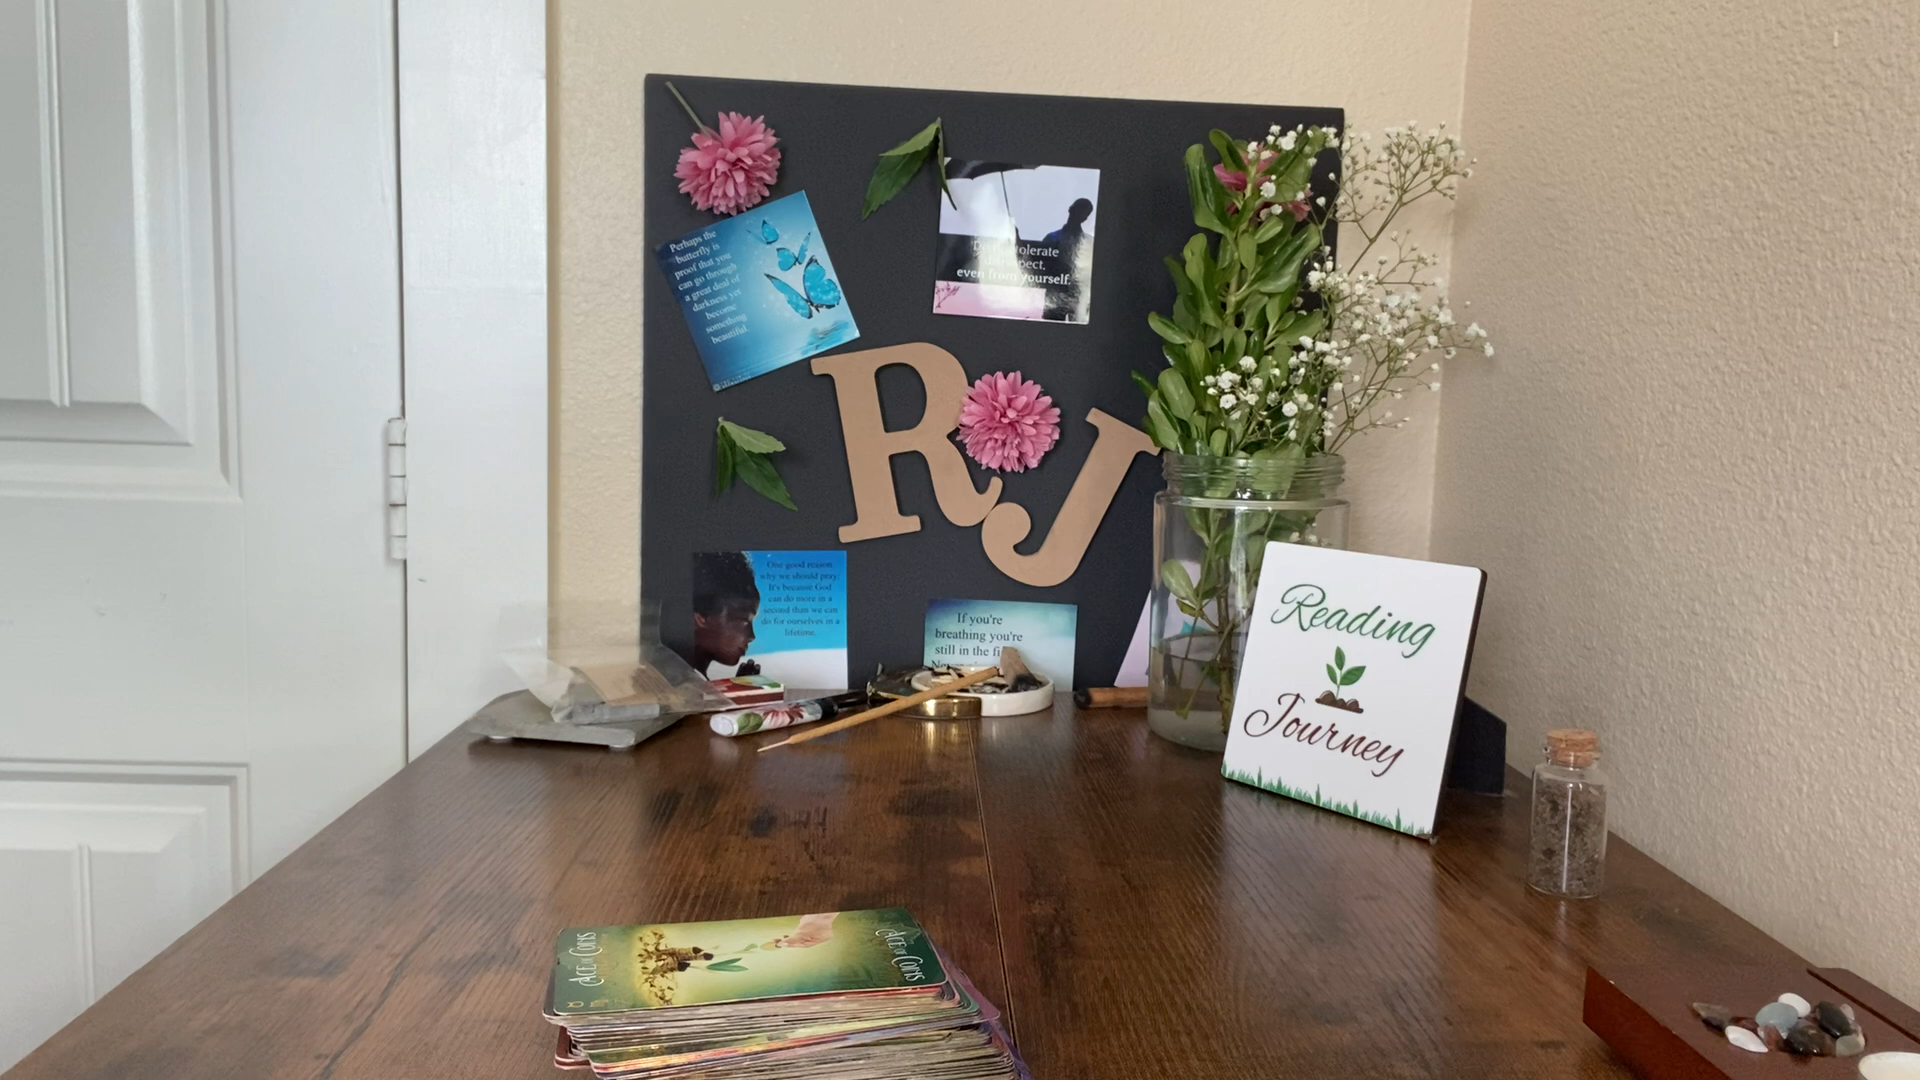 Perhaps the
butterfly is
proof that you
can go through
a great deal of
darkness yet
become
something
beautiful.
tolerate
even from yourself.
RJ
One good reason
why we should pray.
It's because God
can do more in a
second than we can
do for ourselves in a
lifetime.
If you're
breathing you're
still in the
Reading
Journey
ACE OF COINS
ACE OF COINS